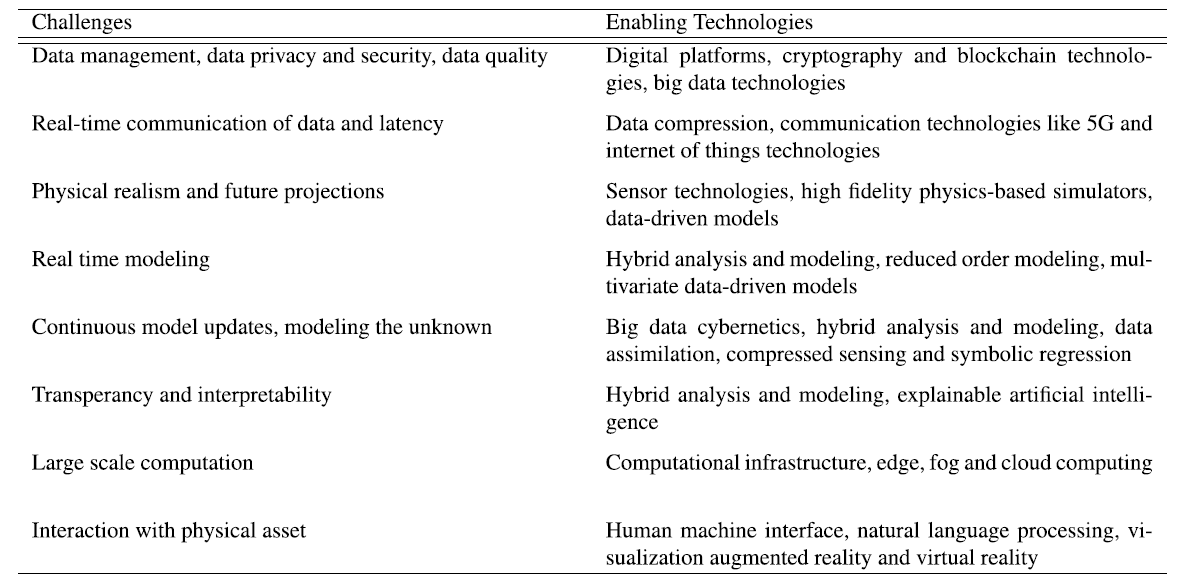 Challenges Enabling Technologies
Data management, data privacy and security, data quality Digital platforms, cryptography and blockchain technolo-
gies, big data technologies
Real-time communication of data and latency Data compression, communication technologies like 5G and
internet of things technologies
Physical realism and future projections Sensor technologies, high fidelity physics-based simulators,
data-driven models
Real time modeling Hybrid analysis and modeling, reduced order modeling, mul-
tivariate data-driven models
Continuous model updates, modeling the unknown Big data cybernetics, hybrid analysis and modeling, data
assimilation, compressed sensing and symbolic regression
Transperancy and interpretability Hybrid analysis and modeling, explainable artificial intelli-
gence
Large scale computation Computational infrastructure, edge, fog and cloud computing
Interaction with physical asset Human machine interface, natural language processing, vi-
sualization augmented reality and virtual reality